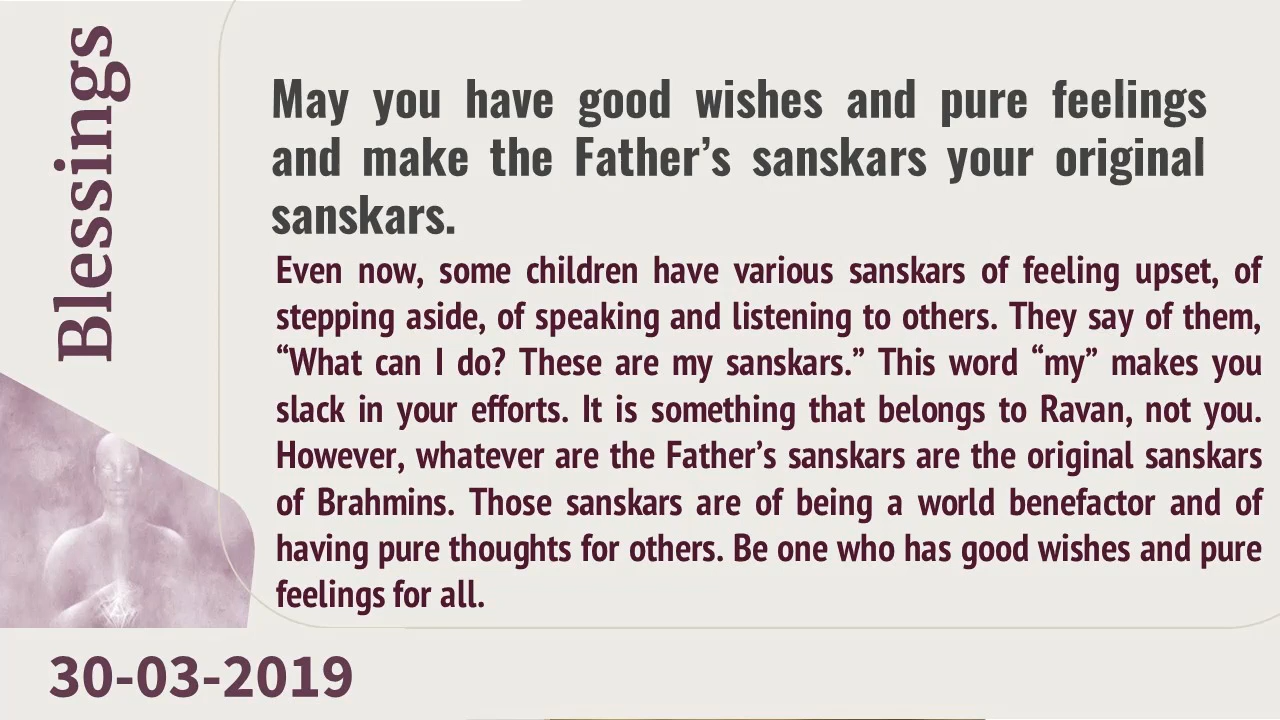 Blessings
May you have good wishes and pure feelings
and make the Father’s sanskars your original
sanskars.
Even now, some children have various sanskars of feeling upset, of
stepping aside, of speaking and listening to others. They say of them,
“What can I do? These are my sanskars.” This word “my” makes you
slack in your efforts. It is something that belongs to Ravan, not you.
However, whatever are the Father’s sanskars are the original sanskars
of Brahmins. Those sanskars are of being a world benefactor and of
having pure thoughts for others. Be one who has good wishes and pure
feelings for all.
30-03-2019